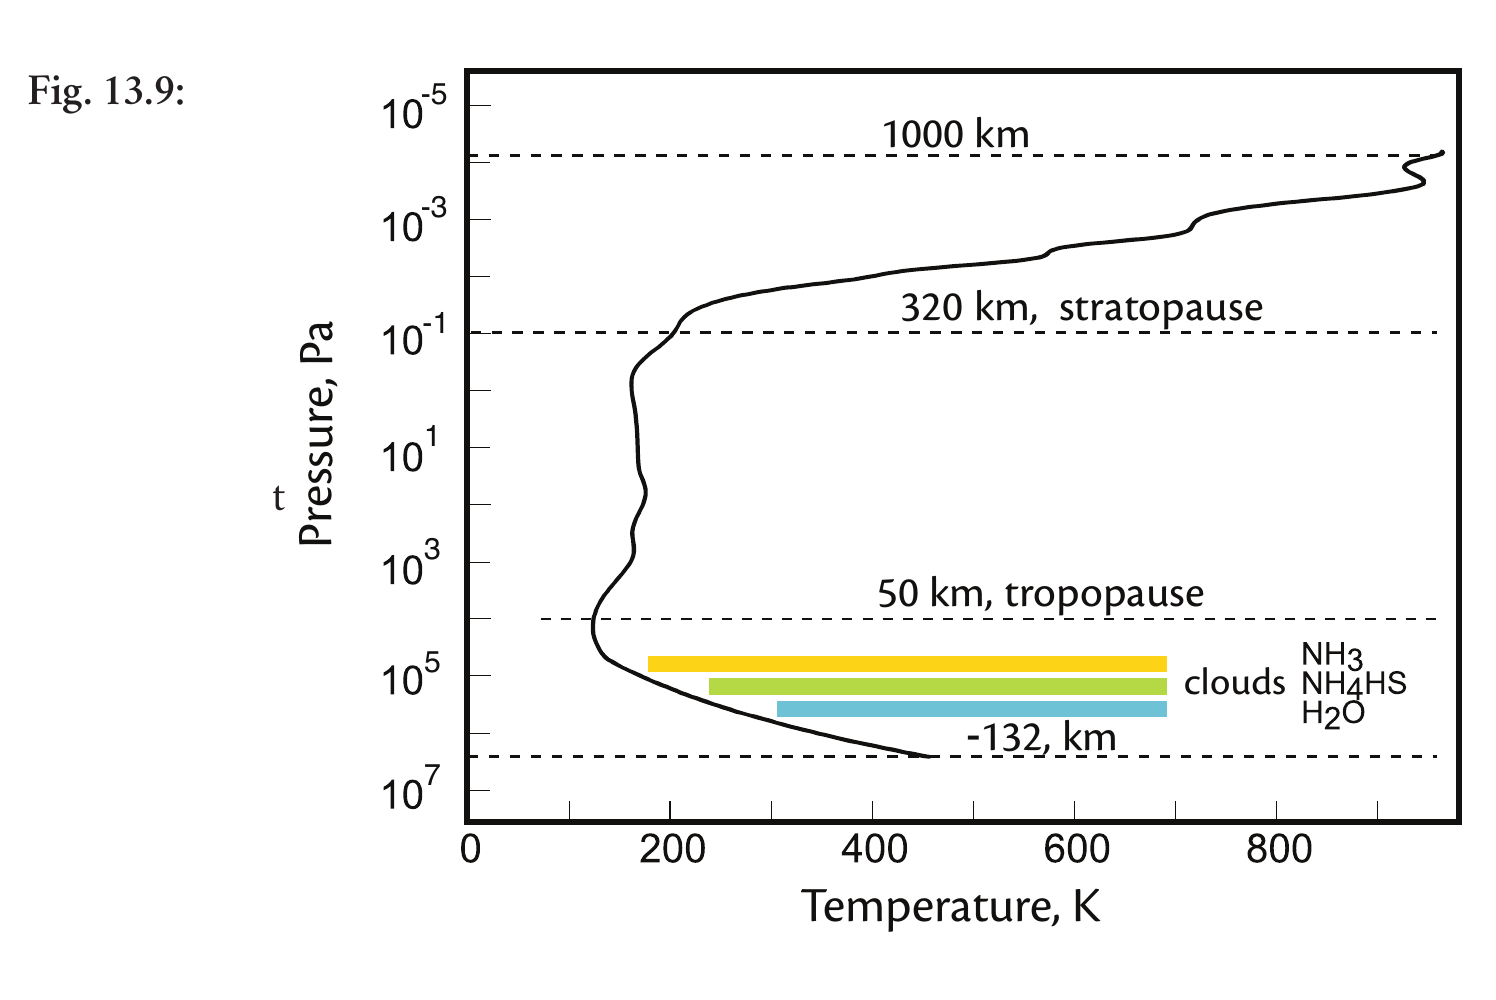 Fig. 13.9:
10-5
1000 km
10-3
320 km, stratopause
10-1
Pressure, Pa
101
t
103
50 km, tropopause
105
clouds
NH3
NH4HS
H2O
-132, km
107
0 200 400 600 800
Temperature, K